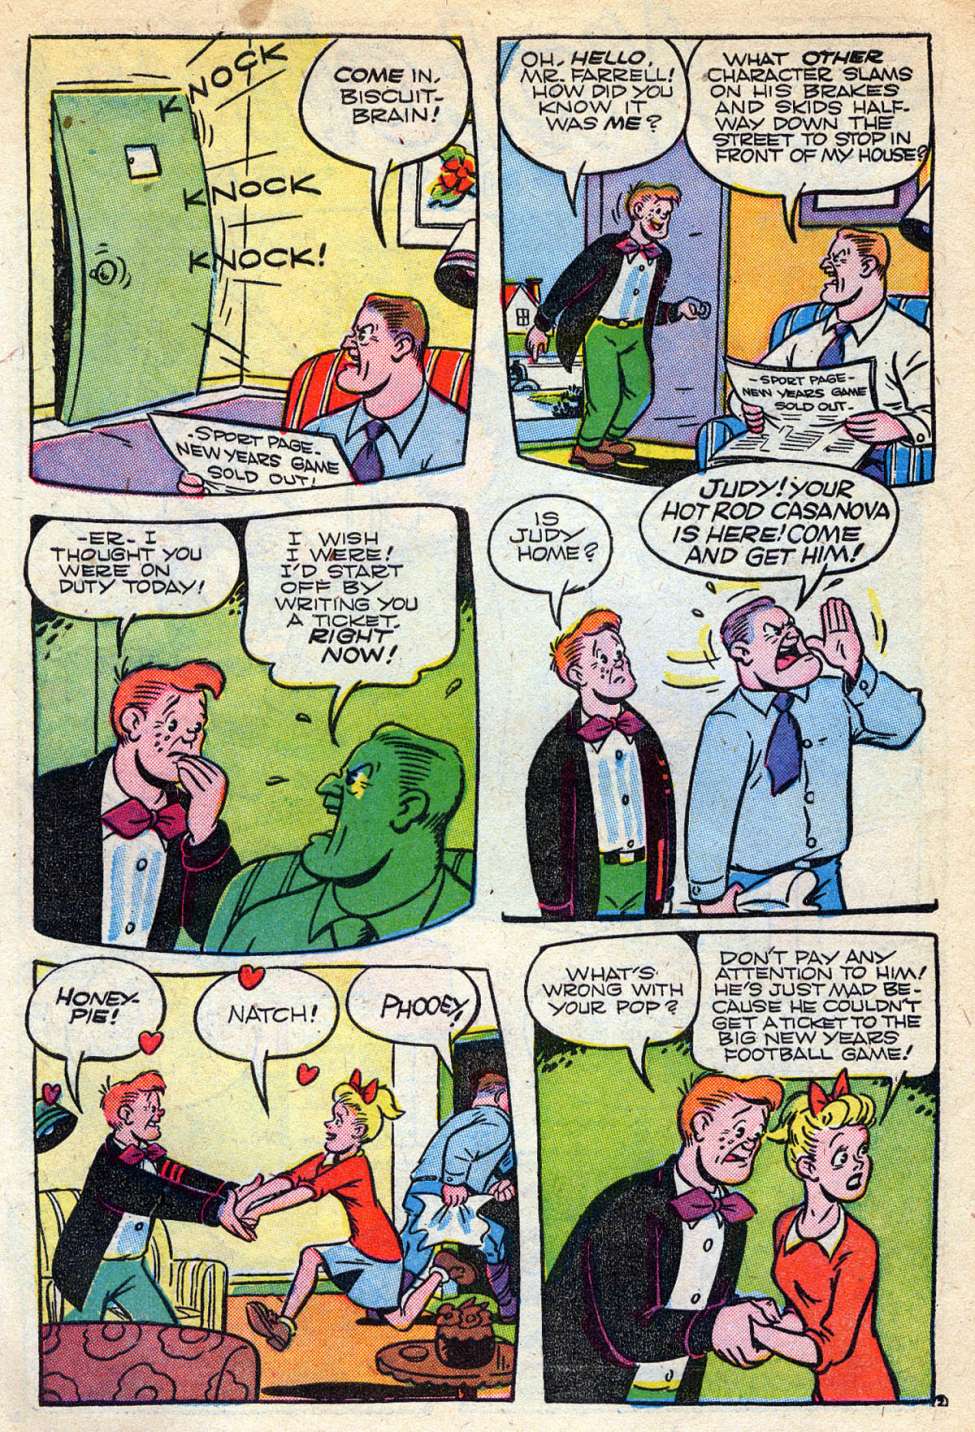 KNOCK
KNOCK
KNOCK!
COME IN,
BISCUIT-
BRAIN!
-SPORT PAGE-
NEW YEARS GAME
SOLD OUT!
OH, HELLO,
MR. FARRELL!
HOW DID YOU
KNOW IT
WAS ME?
WHAT OTHER
CHARACTER SLAMS
ON HIS BRAKES
AND SKIDS HALF-
WAY DOWN THE
STREET TO STOP IN
FRONT OF MY HOUSE?
-SPORT PAGE-
NEW YEARS GAME
SOLD OUT-
-ER- I
THOUGHT YOU
WERE ON
DUTY TODAY!
I WISH
I WERE!
I'D START
OFF BY
WRITING YOU
A TICKET.
RIGHT
NOW!
IS
JUDY
HOME?
JUDY! YOUR
HOT ROD CASANOVA
IS HERE! COME
AND GET HIM!
HONEY-
PIE!
NATCH!
PHOOEY!
WHAT'S
WRONG WITH
YOUR POP?
DON'T PAY ANY
ATTENTION TO HIM!
HE'S JUST MAD BE-
CAUSE HE COULDN'T
GET A TICKET TO THE
BIG NEW YEARS
FOOTBALL GAME!
2